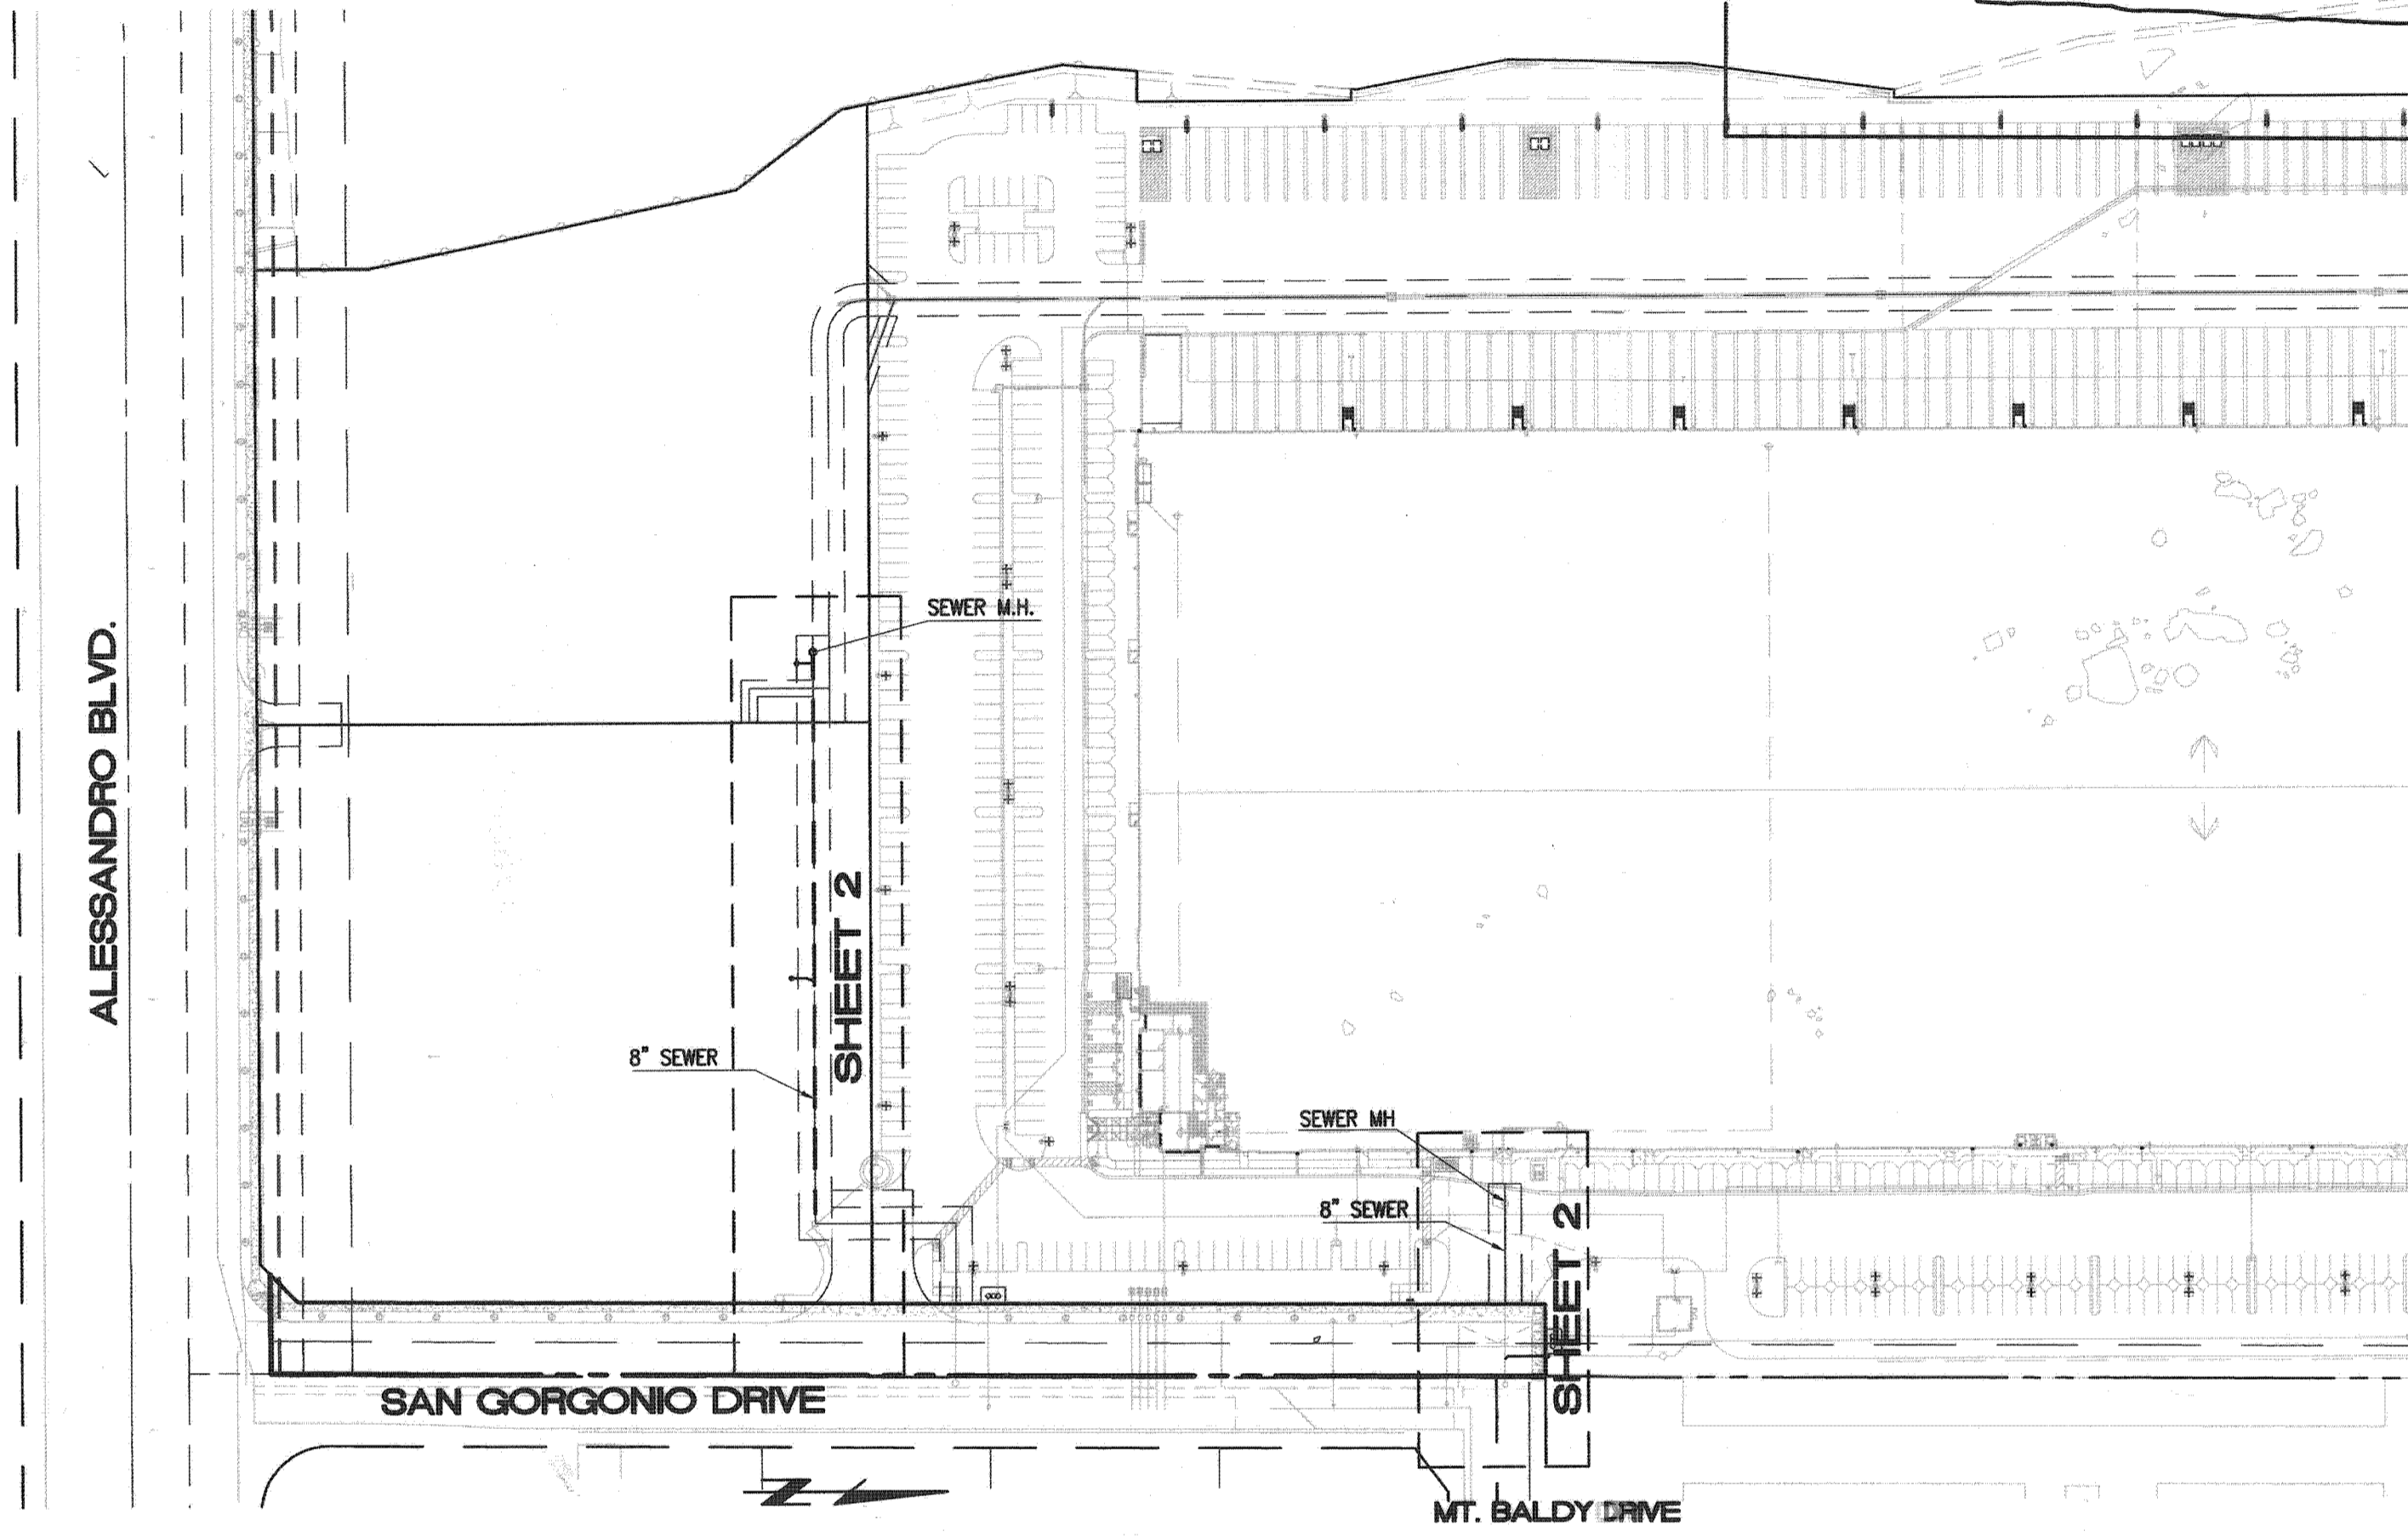 SEWER M.H.
ALESSANDRO BLVD.
SHEET 2
8" SEWER
SEWER MH
8" SEWER
SHEET 2
SAN GORGONIO DRIVE
N
MT. BALDY DRIVE